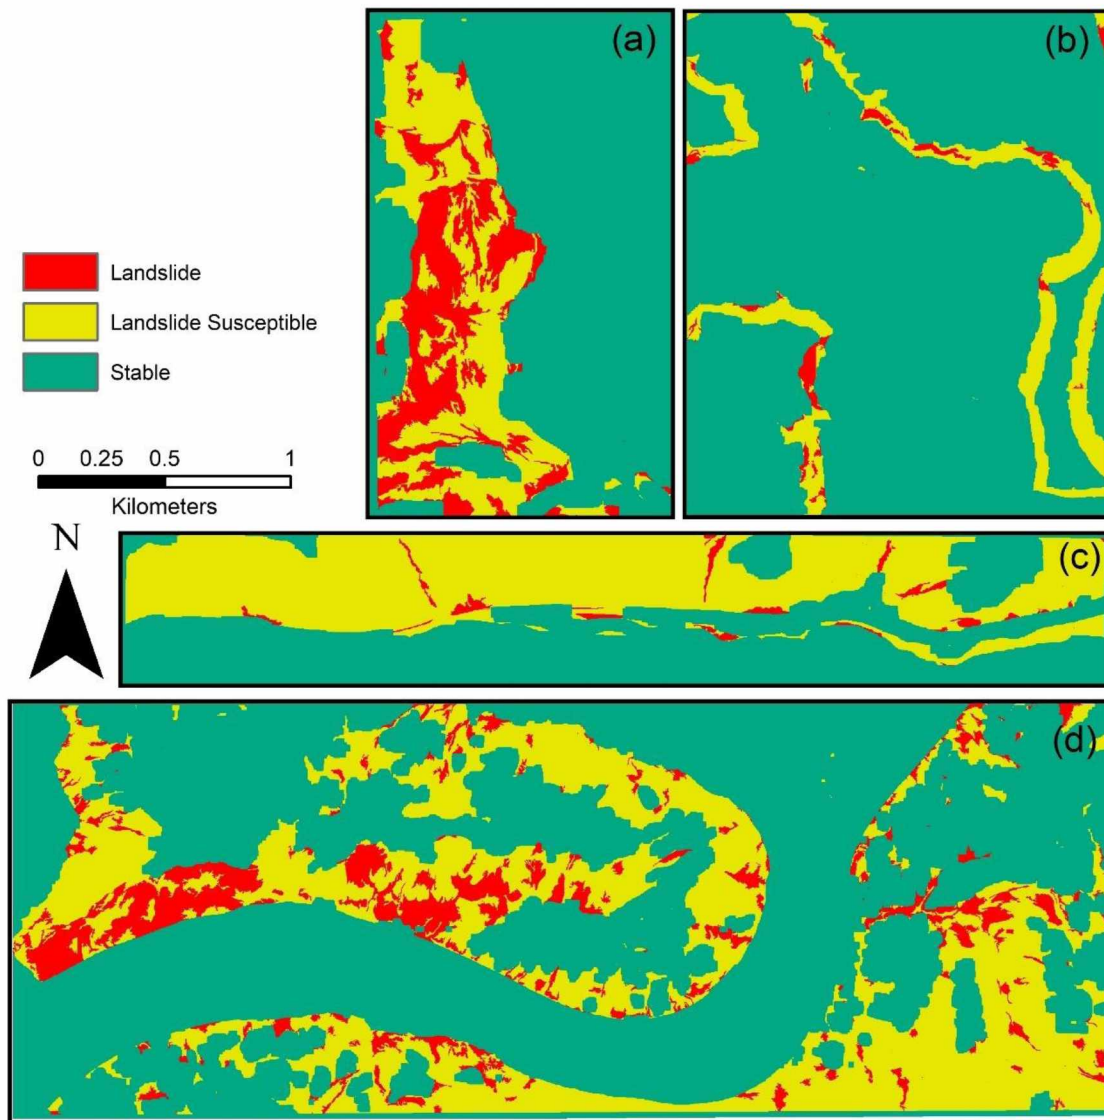 (a)
(b)
Landslide
Landslide Susceptible
Stable
0 0.25 0.5 1
Kilometers
N
(c)
(d)